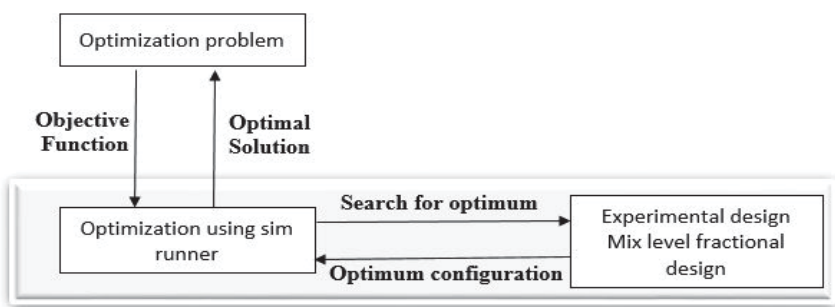 Optimization problem
Objective
Function
Optimal
Solution
Optimization using sim
runner
Search for optimum
Optimum configuration
Experimental design
Mix level fractional
design